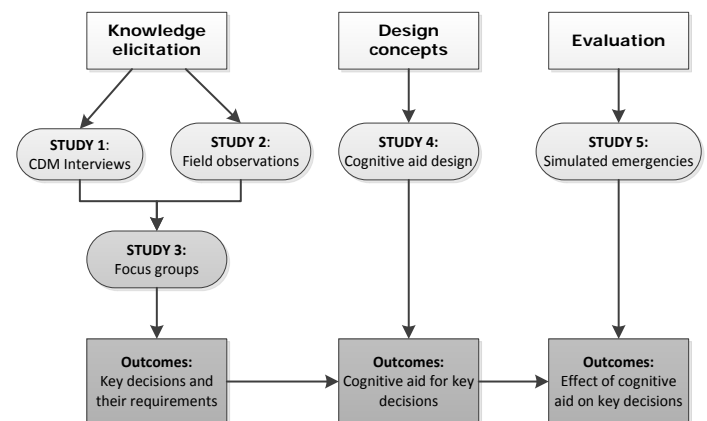 Knowledge
elicitation
Design
concepts
Evaluation
STUDY 1:
CDM Interviews
STUDY 2:
Field observations
STUDY 4:
Cognitive aid design
STUDY 5:
Simulated emergencies
STUDY 3:
Focus groups
Outcomes:
Key decisions and
their requirements
Outcomes:
Cognitive aid for key
decisions
Outcomes:
Effect of cognitive
aid on key decisions